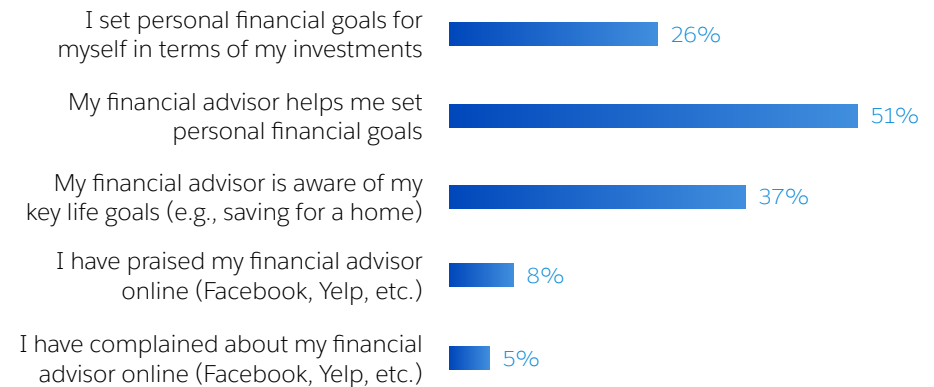 I set personal financial goals for
myself in terms of my investments
26%
My financial advisor helps me set
personal financial goals
51%
My financial advisor is aware of my
key life goals (e.g., saving for a home)
37%
I have praised my financial advisor
online (Facebook, Yelp, etc.)
8%
I have complained about my financial
advisor online (Facebook, Yelp, etc.)
5%